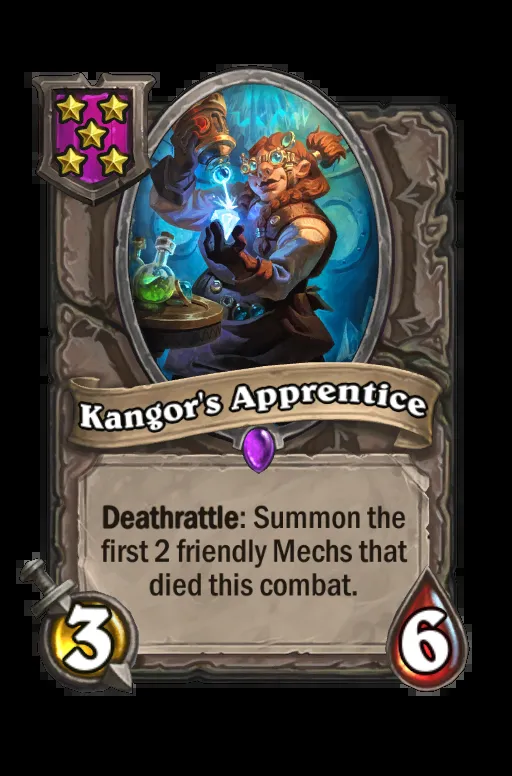 Kangor's Apprentice
Deathrattle: Summon the
first 2 friendly Mechs that
died this combat.
3
6